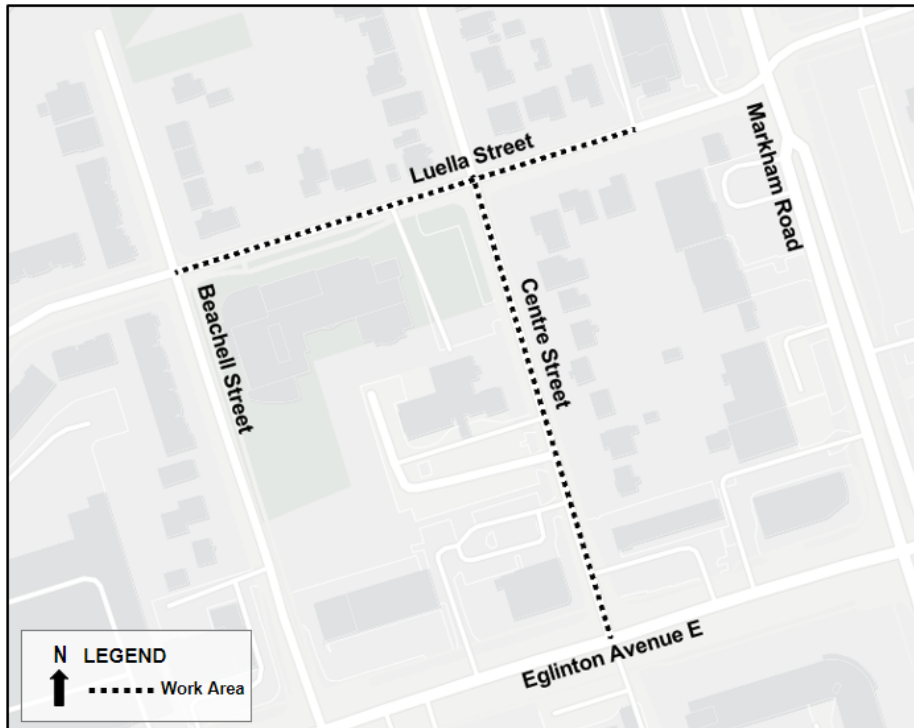 Luella Street
Markham Road
Beachell Street
Centre Street
Eglinton Avenue E
N LEGEND
Work Area